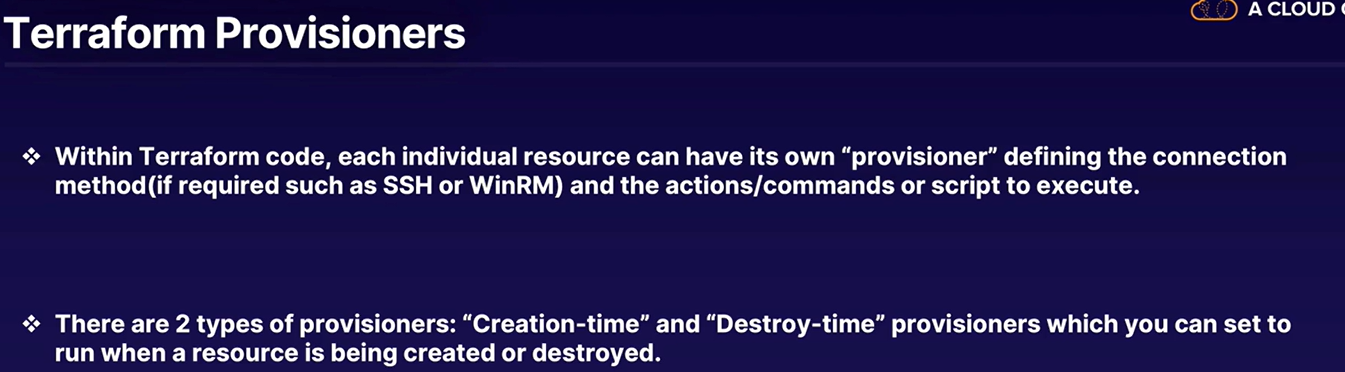 Terraform Provisioners
A CLOUD
❖ Within Terraform code, each individual resource can have its own “provisioner” defining the connection
method(if required such as SSH or WinRM) and the actions/commands or script to execute.
❖ There are 2 types of provisioners: “Creation-time” and “Destroy-time” provisioners which you can set to
run when a resource is being created or destroyed.